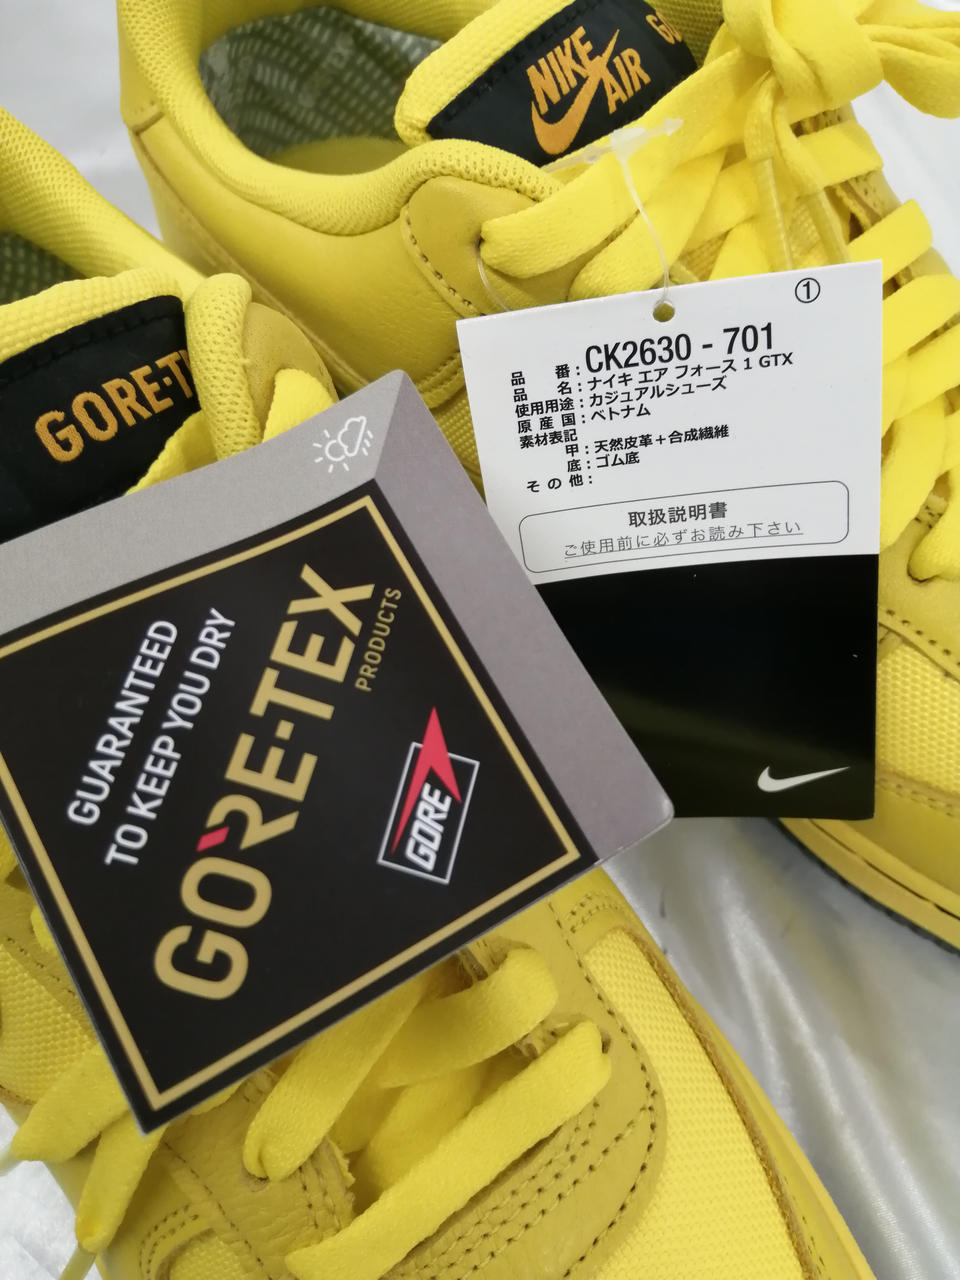 NIKE
AIR
GO
GORE-T
①
品番：CK2630 - 701
品名：ナイキ エア フォース 1 GTX
使用用途：カジュアルシューズ
原産国：ベトナム
素材表記
甲：天然皮革＋合成繊維
底：ゴム底
その他：
取扱説明書
ご使用前に必ずお読み下さい
GUARANTEED
TO KEEP YOU DRY
GORE-TEX
PRODUCTS
GORE